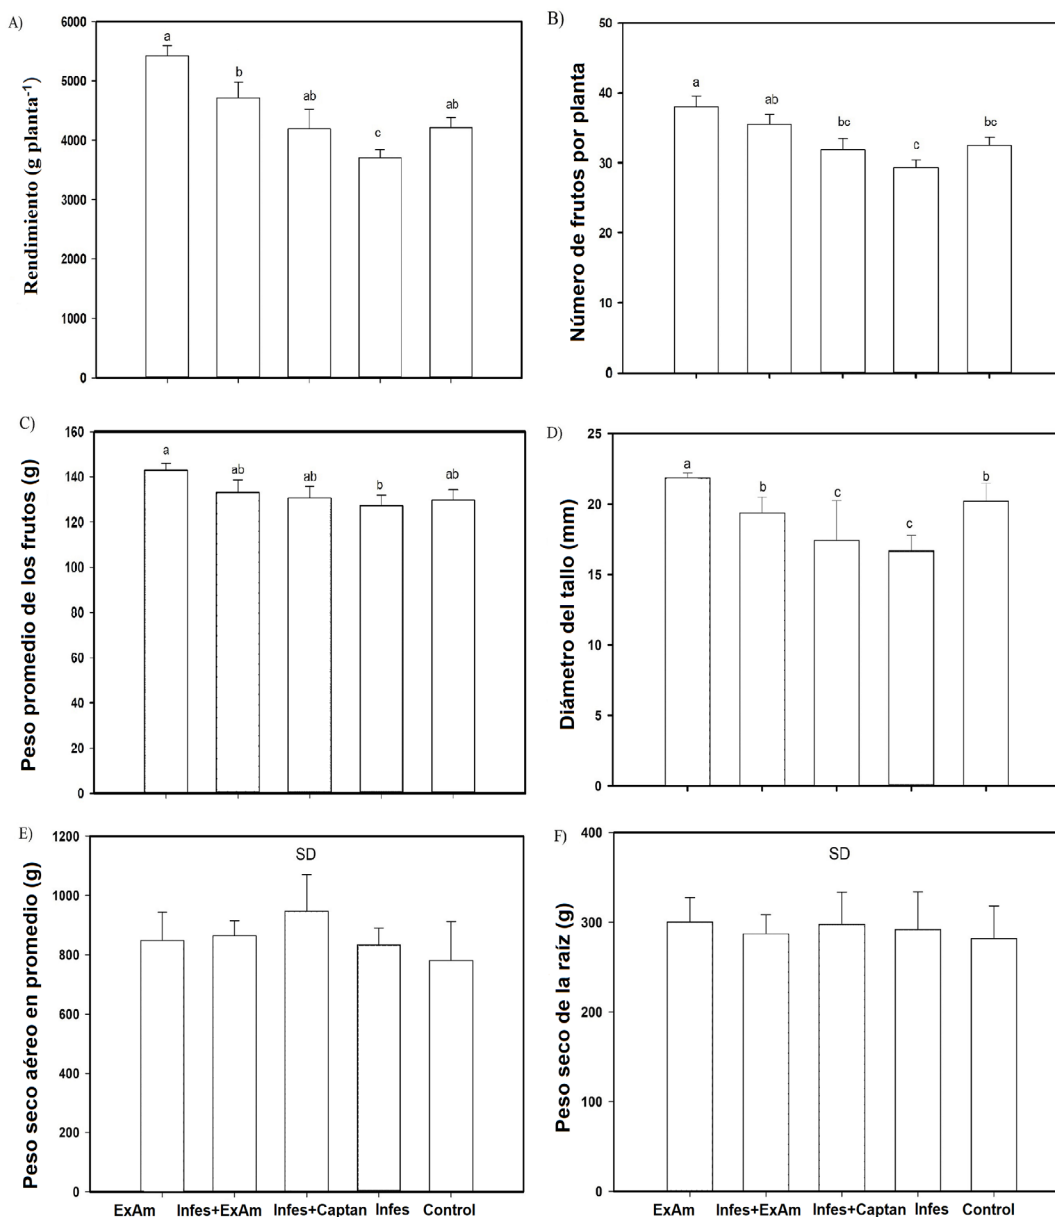 A)
Rendimiento (g planta⁻¹)
6000
5000
4000
3000
2000
1000
0
a
b
ab
c
ab
B)
Número de frutos por planta
50
40
30
20
10
0
a
ab
bc
c
bc
C)
Peso promedio de los frutos (g)
160
140
120
100
80
60
40
20
0
a
ab
ab
b
ab
D)
Diámetro del tallo (mm)
25
20
15
10
5
0
a
b
c
c
b
E)
Peso seco aéreo en promedio (g)
1200
1000
800
600
400
200
0
SD
ExAm Infes+ExAm Infes+Captan Infes Control
F)
Peso seco de la raíz (g)
400
300
200
100
0
SD
ExAm Infes+ExAm Infes+Captan Infes Control